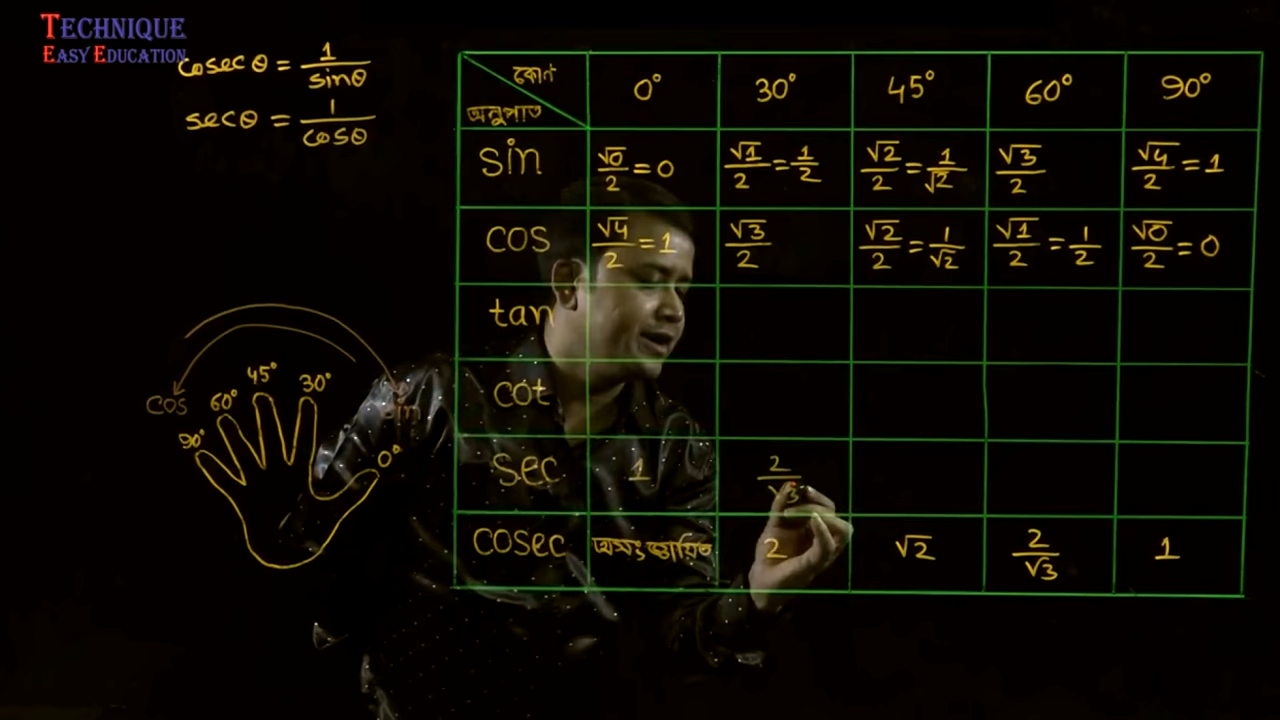 TECHNIQUE
EASY EDUCATION
cosec θ = 1/sinθ
secθ = 1/cosθ
কোণ 0° 30° 45° 60° 90°
অনুপাত
sin √0/2 = 0 √1/2 = 1/2 √2/2 = 1/√2 √3/2 √4/2 = 1
cos √4/2 = 1 √3/2 √2/2 = 1/√2 √1/2 = 1/2 √0/2 = 0
tan
cot
sec 1 2/√3
cosec অসংজ্ঞায়িত 2 √2 2/√3 1
cos sin
90° 60° 45° 30° 0°